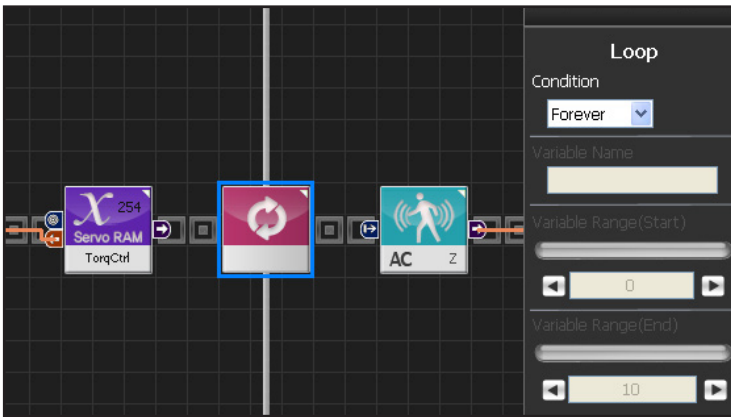 X 254
Servo RAM
TorqCtrl
AC Z
Loop
Condition
Forever
Variable Name
Variable Range(Start)
0
Variable Range(End)
10